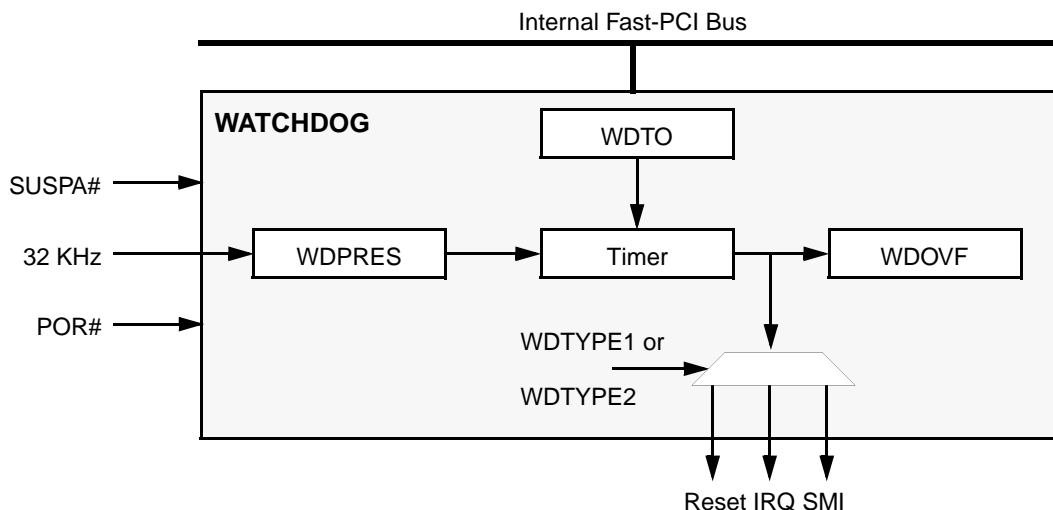 Internal Fast-PCI Bus
WATCHDOG
WDTO
SUSPA#
32 KHz
WDPRES
Timer
WDOVF
POR#
WDTYPE1 or
WDTYPE2
Reset IRQ SMI